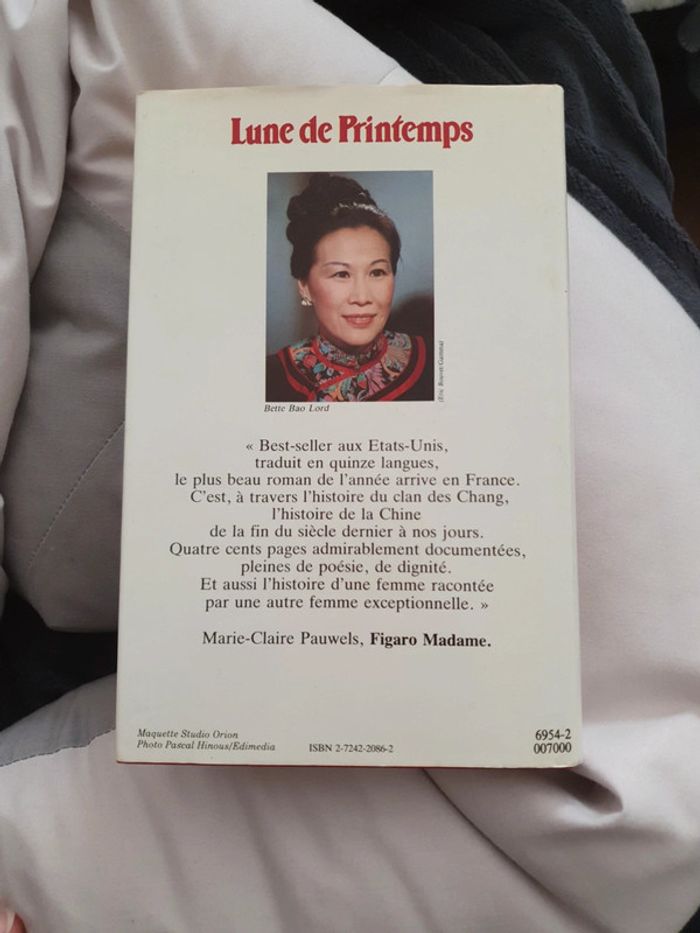 Lune de Printemps
(Eric Bouvet/Gamma)
Bette Bao Lord
« Best-seller aux Etats-Unis,
traduit en quinze langues,
le plus beau roman de l'année arrive en France.
C'est, à travers l'histoire du clan des Chang,
l'histoire de la Chine
de la fin du siècle dernier à nos jours.
Quatre cents pages admirablement documentées,
pleines de poésie, de dignité.
Et aussi l'histoire d'une femme racontée
par une autre femme exceptionnelle. »
Marie-Claire Pauwels, Figaro Madame.
Maquette Studio Orion
Photo Pascal Hinous/Edimedia
ISBN 2-7242-2086-2
6954-2
007000